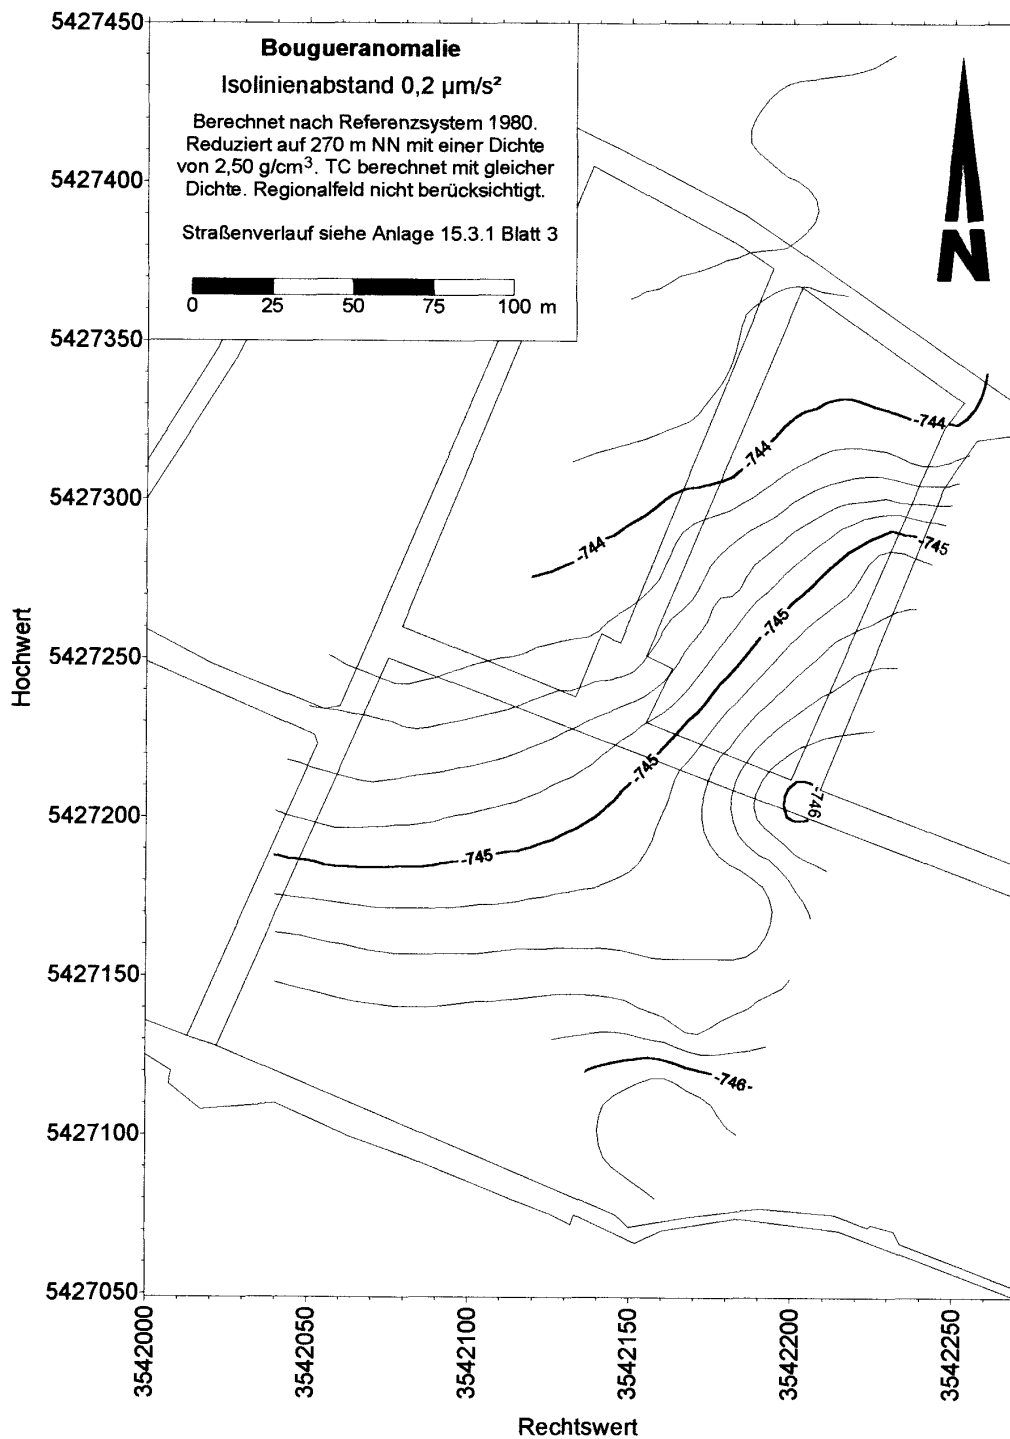 Bougueranomalie
Isolinienabstand 0,2 µm/s²
Berechnet nach Referenzsystem 1980.
Reduziert auf 270 m NN mit einer Dichte
von 2,50 g/cm³. TC berechnet mit gleicher
Dichte. Regionalfeld nicht berücksichtigt.
Straßenverlauf siehe Anlage 15.3.1 Blatt 3
0 25 50 75 100 m
N
5427450
5427400
5427350
5427300
5427250
5427200
5427150
5427100
5427050
Hochwert
-744
-744
-744
-745
-745
-745
-745
-746
-746-
3542000
3542050
3542100
3542150
3542200
3542250
Rechtswert